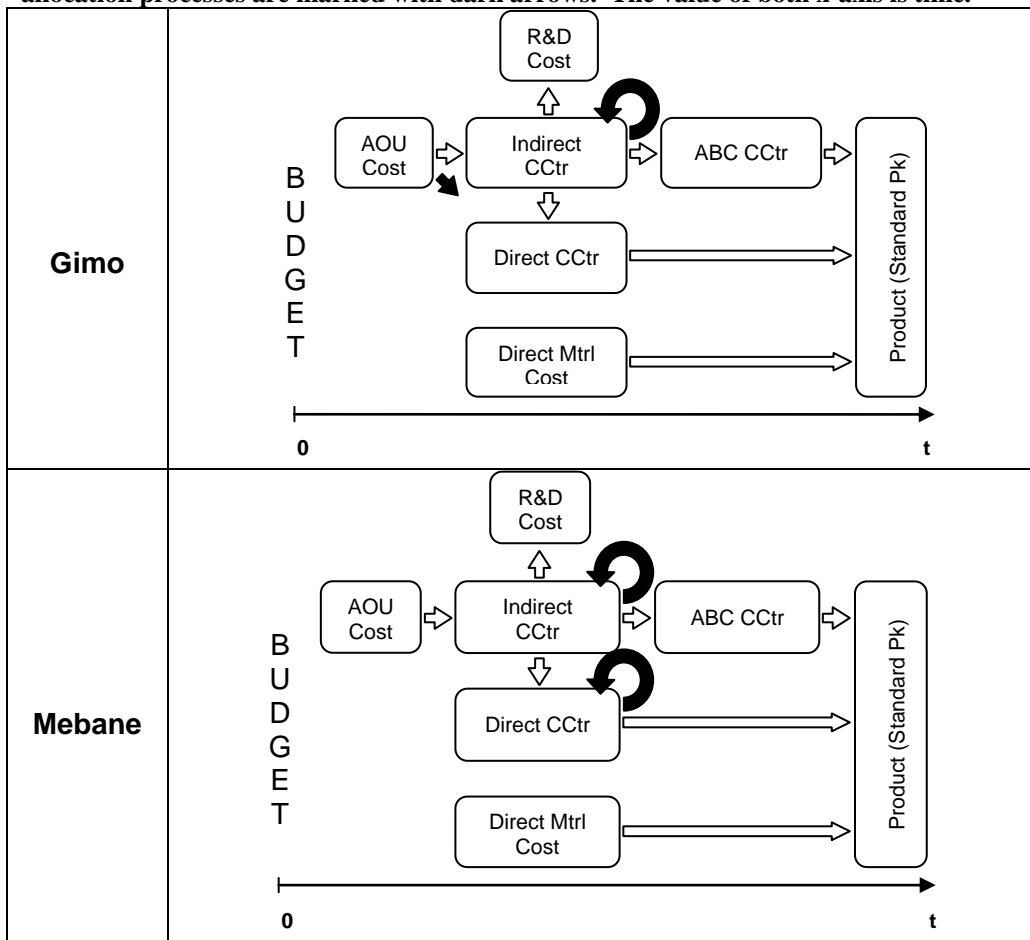 allocation processes are marked with dark arrows. The value of both x-axis is time.
Gimo
BUDGET
R&D
Cost
AOU
Cost
Indirect
CCtr
ABC CCtr
Direct CCtr
Direct Mtrl
Cost
Product (Standard Pk)
0
t
Mebane
BUDGET
R&D
Cost
AOU
Cost
Indirect
CCtr
ABC CCtr
Direct CCtr
Direct Mtrl
Cost
Product (Standard Pk)
0
t